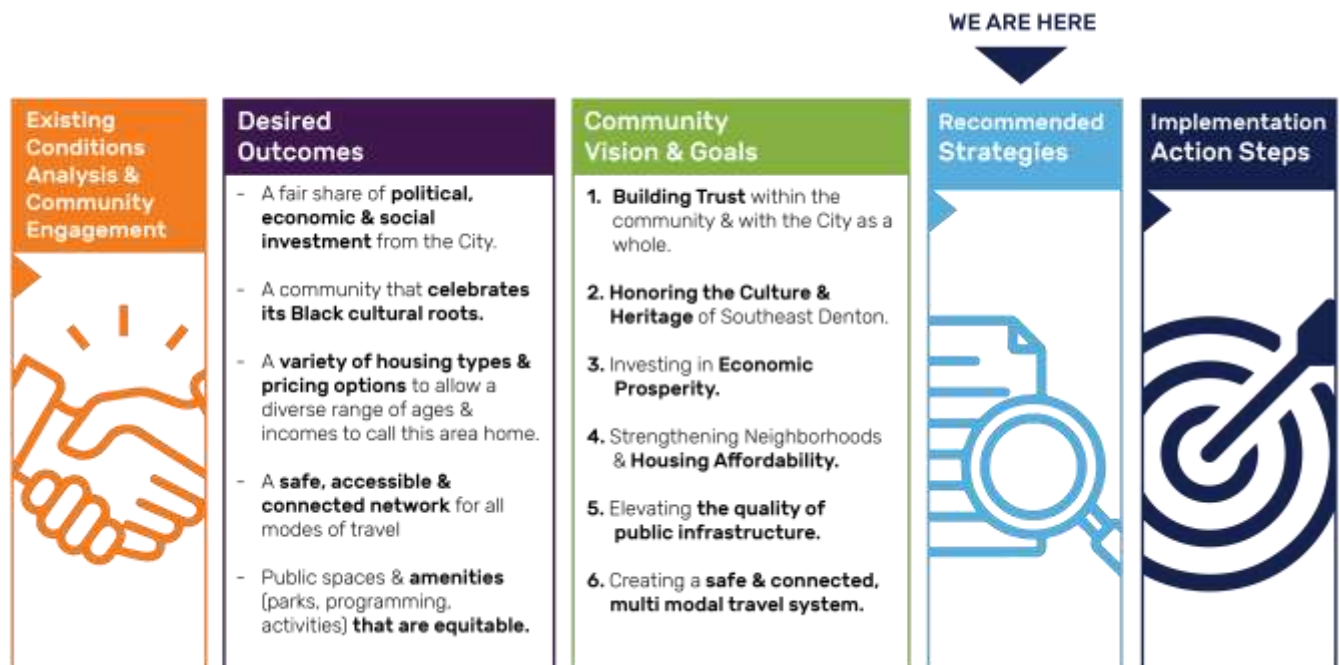 WE ARE HERE
Existing
Conditions
Analysis &
Community
Engagement
Desired
Outcomes
- A fair share of political,
economic & social
investment from the City.
- A community that celebrates
its Black cultural roots.
- A variety of housing types &
pricing options to allow a
diverse range of ages &
incomes to call this area home.
- A safe, accessible &
connected network for all
modes of travel
- Public spaces & amenities
(parks, programming,
activities) that are equitable.
Community
Vision & Goals
1. Building Trust within the
community & with the City as a
whole.
2. Honoring the Culture &
Heritage of Southeast Denton.
3. Investing in Economic
Prosperity.
4. Strengthening Neighborhoods
& Housing Affordability.
5. Elevating the quality of
public infrastructure.
6. Creating a safe & connected,
multi modal travel system.
Recommended
Strategies
Implementation
Action Steps